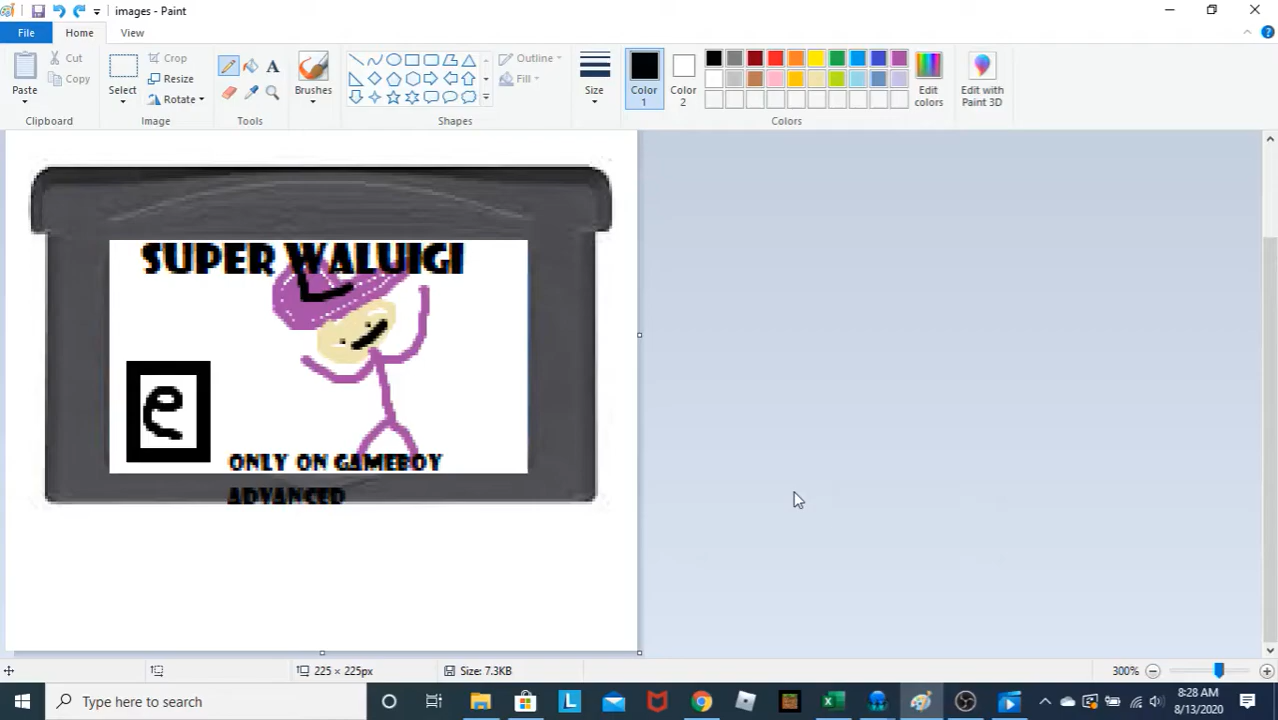 images - Paint
File Home View
Paste
Cut
Copy
Clipboard
Select
Crop
Resize
Rotate
Image
A
Tools
Brushes
Outline
Fill
Shapes
Size
Color 1
Color 2
Edit colors
Colors
Edit with Paint 3D
SUPER WALUIGI
e
ONLY ON GAMEBOY
ADVANCED
225 × 225px
Size: 7.3KB
300%
Type here to search
L
8:28 AM
8/13/2020